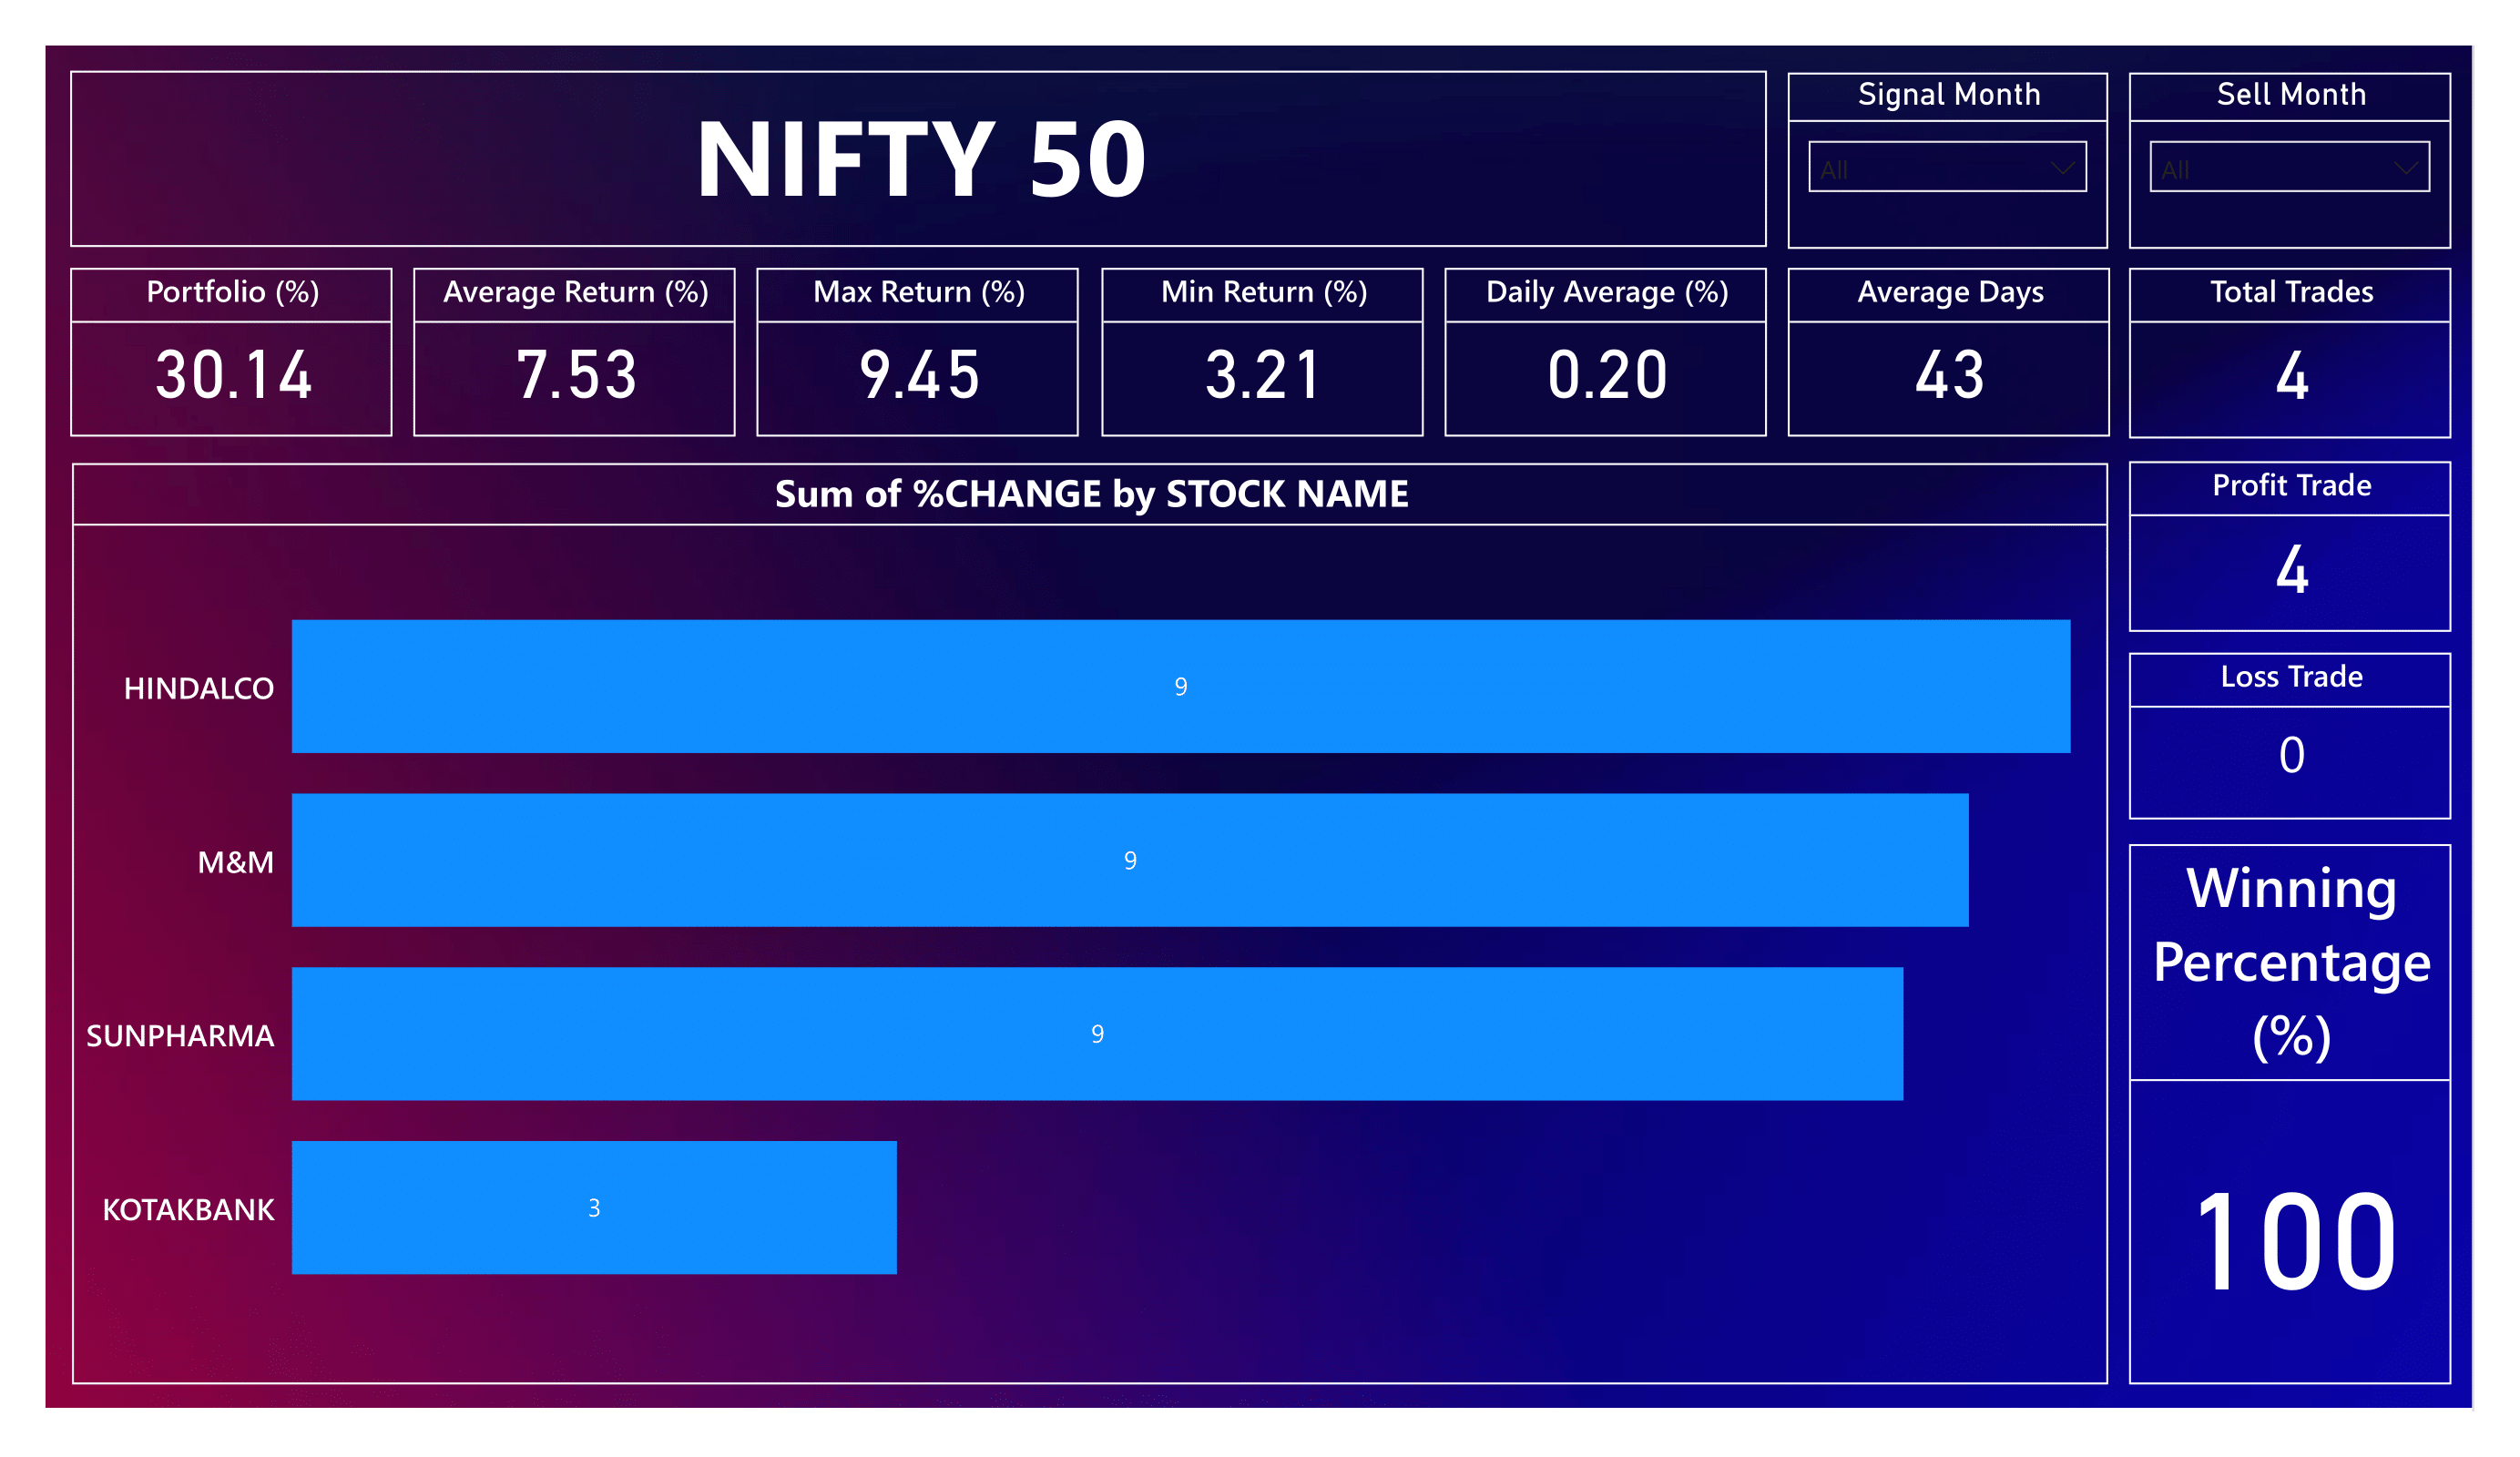 NIFTY 50
Signal Month
All
Sell Month
All
Portfolio (%)
30.14
Average Return (%)
7.53
Max Return (%)
9.45
Min Return (%)
3.21
Daily Average (%)
0.20
Average Days
43
Total Trades
4
Sum of %CHANGE by STOCK NAME
HINDALCO
9
M&M
9
SUNPHARMA
9
KOTAKBANK
3
Profit Trade
4
Loss Trade
0
Winning
Percentage
(%)
100